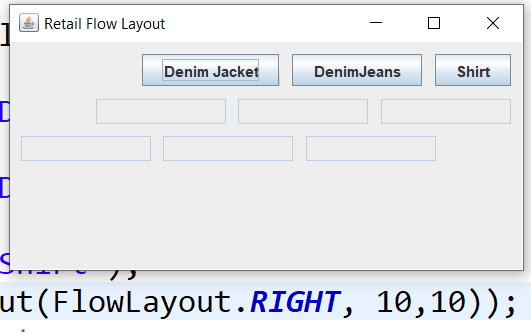 Retail Flow Layout
Denim Jacket DenimJeans Shirt
ut(FlowLayout.RIGHT, 10,10));